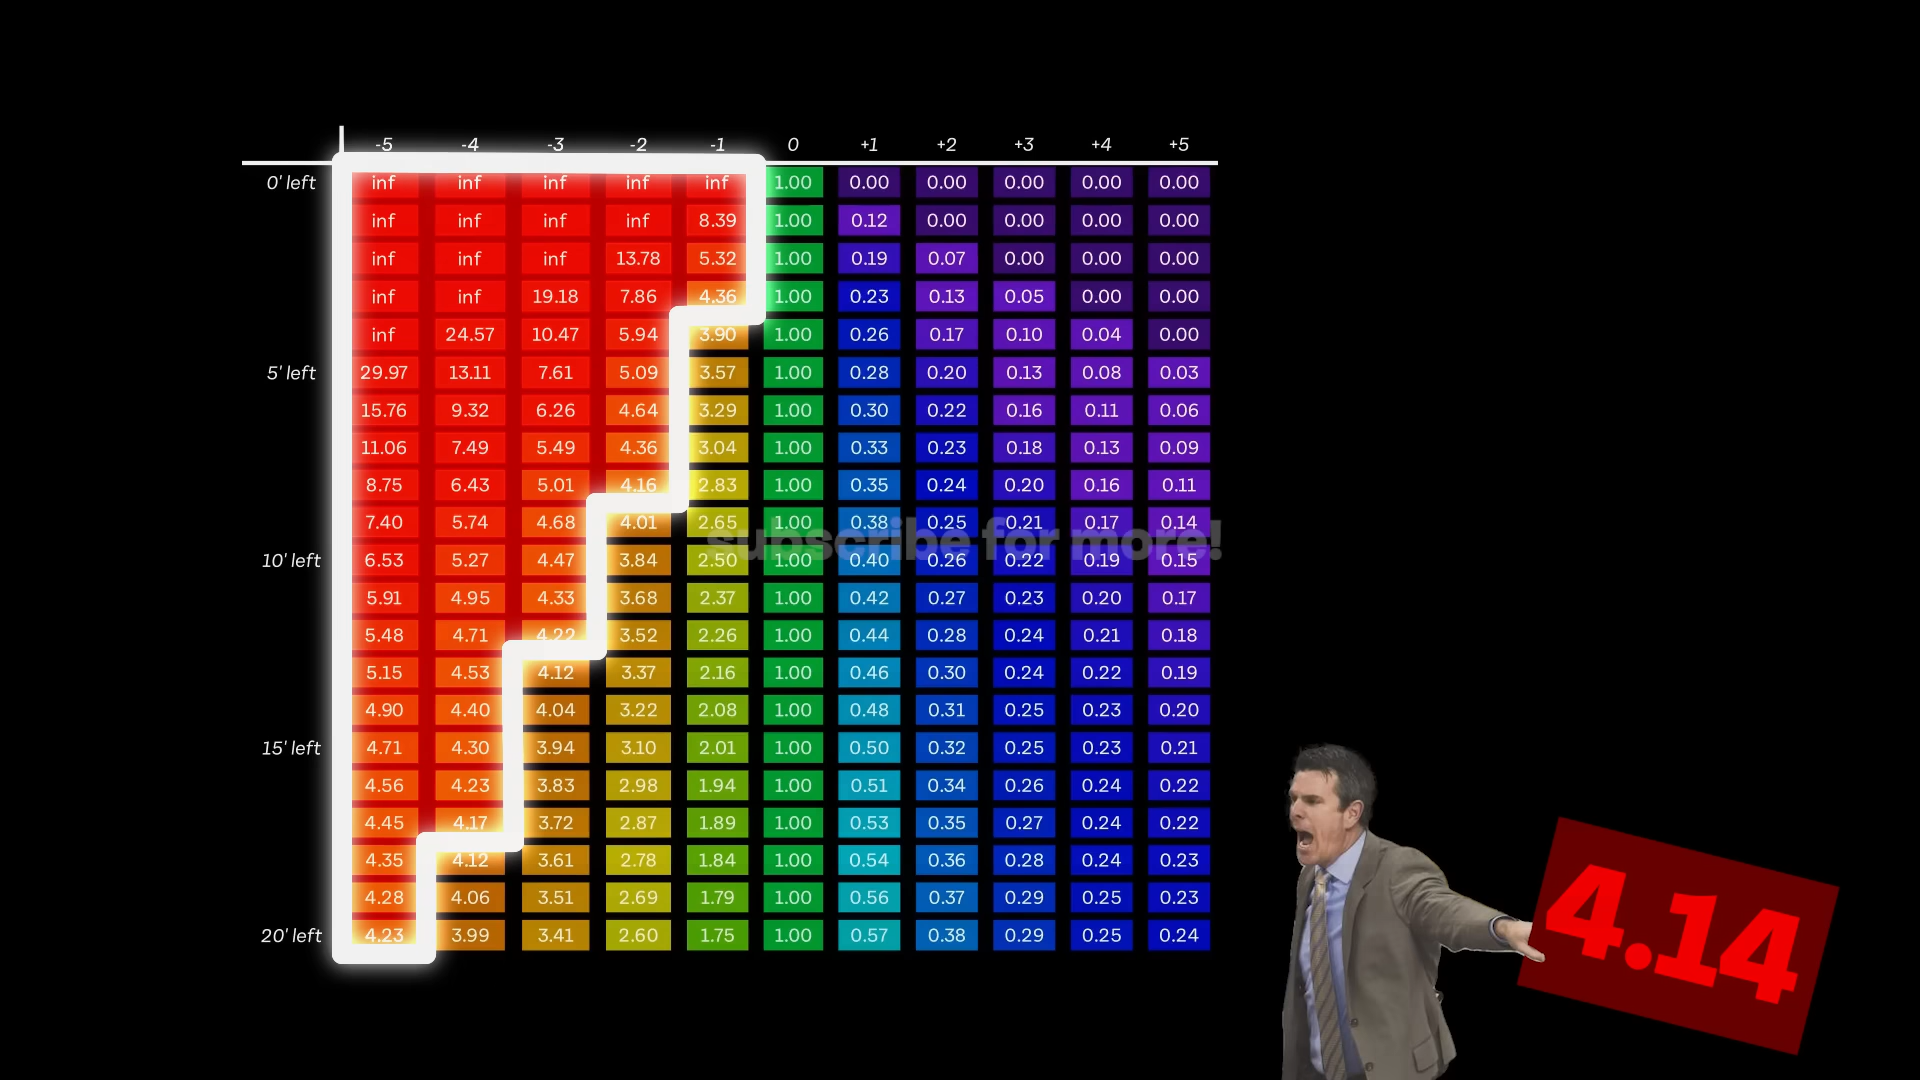 -5 -4 -3 -2 -1 0 +1 +2 +3 +4 +5
0' left inf inf inf inf inf 1.00 0.00 0.00 0.00 0.00 0.00
inf inf inf inf 8.39 1.00 0.12 0.00 0.00 0.00 0.00
inf inf inf 13.78 5.32 1.00 0.19 0.07 0.00 0.00 0.00
inf inf 19.18 7.86 4.36 1.00 0.23 0.13 0.05 0.00 0.00
inf 24.57 10.47 5.94 3.90 1.00 0.26 0.17 0.10 0.04 0.00
5' left 29.97 13.11 7.61 5.09 3.57 1.00 0.28 0.20 0.13 0.08 0.03
15.76 9.32 6.26 4.64 3.29 1.00 0.30 0.22 0.16 0.11 0.06
11.06 7.49 5.49 4.36 3.04 1.00 0.33 0.23 0.18 0.13 0.09
8.75 6.43 5.01 4.16 2.83 1.00 0.35 0.24 0.20 0.16 0.11
7.40 5.74 4.68 4.01 2.65 1.00 0.38 0.25 0.21 0.17 0.14
subscribe for more!
10' left 6.53 5.27 4.47 3.84 2.50 1.00 0.40 0.26 0.22 0.19 0.15
5.91 4.95 4.33 3.68 2.37 1.00 0.42 0.27 0.23 0.20 0.17
5.48 4.71 4.22 3.52 2.26 1.00 0.44 0.28 0.24 0.21 0.18
5.15 4.53 4.12 3.37 2.16 1.00 0.46 0.30 0.24 0.22 0.19
4.90 4.40 4.04 3.22 2.08 1.00 0.48 0.31 0.25 0.23 0.20
15' left 4.71 4.30 3.94 3.10 2.01 1.00 0.50 0.32 0.25 0.23 0.21
4.56 4.23 3.83 2.98 1.94 1.00 0.51 0.34 0.26 0.24 0.22
4.45 4.17 3.72 2.87 1.89 1.00 0.53 0.35 0.27 0.24 0.22
4.35 4.12 3.61 2.78 1.84 1.00 0.54 0.36 0.28 0.24 0.23
4.28 4.06 3.51 2.69 1.79 1.00 0.56 0.37 0.29 0.25 0.23
20' left 4.23 3.99 3.41 2.60 1.75 1.00 0.57 0.38 0.29 0.25 0.24
4.14